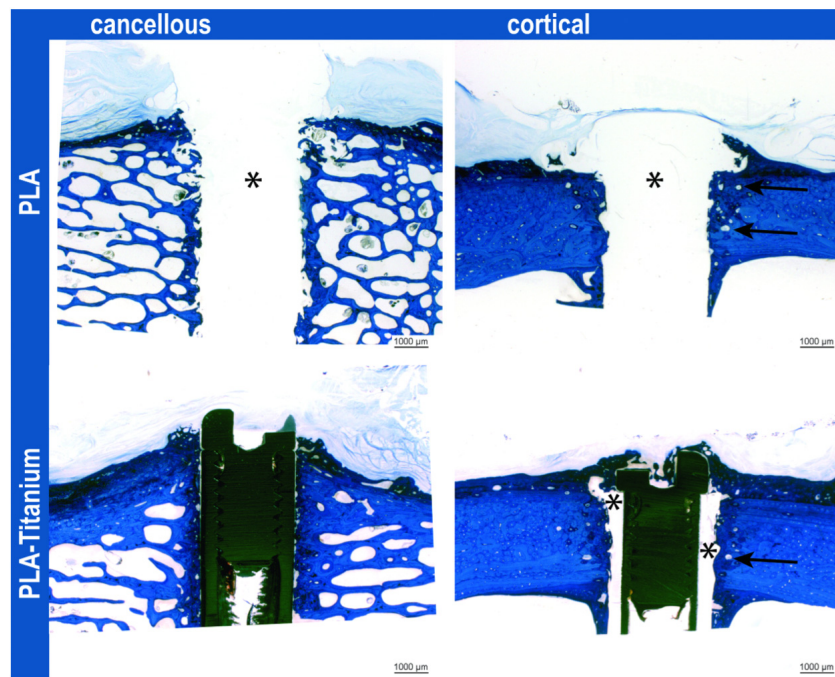 cancellous cortical
PLA
*
*
1000 µm
1000 µm
PLA-Titanium
*
*
1000 µm
1000 µm